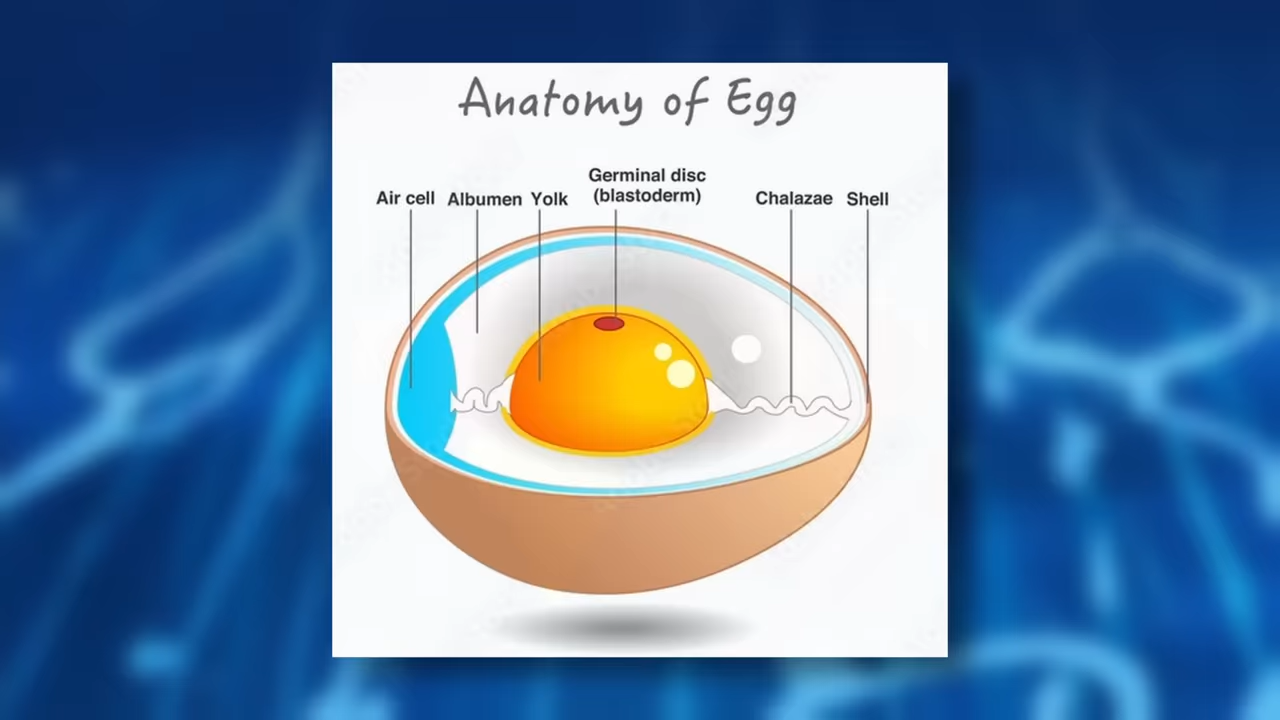 Anatomy of Egg
Germinal disc
Air cell Albumen Yolk (blastoderm) Chalazae Shell